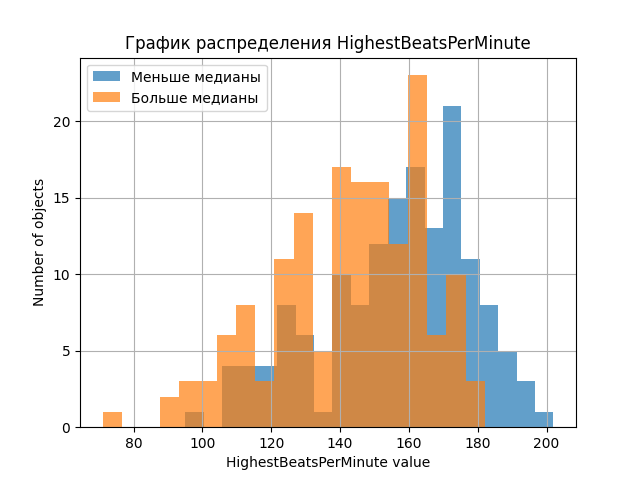 График распределения HighestBeatsPerMinute
Меньше медианы
Больше медианы
Number of objects
20
15
10
5
0
80 100 120 140 160 180 200
HighestBeatsPerMinute value